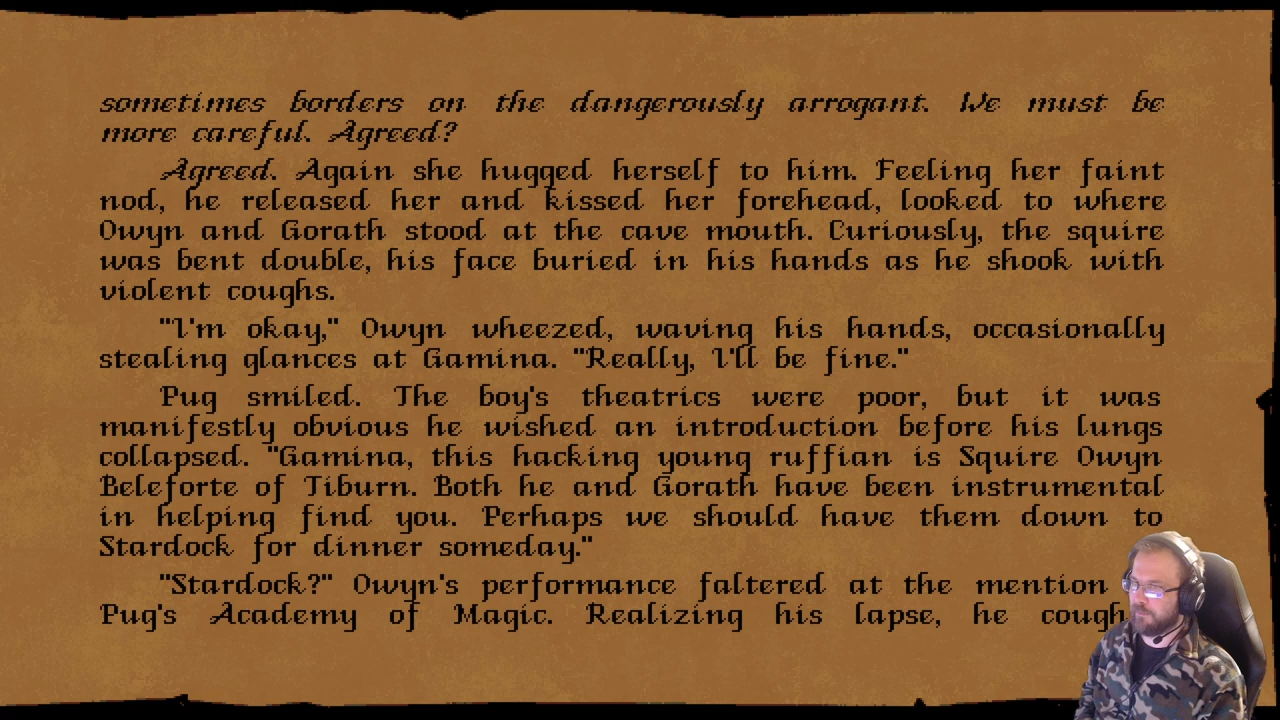 sometimes borders on the dangerously arrogant. We must be
more careful. Agreed?
Agreed. Again she hugged herself to him. Feeling her faint
nod, he released her and kissed her forehead, looked to where
Owyn and Gorath stood at the cave mouth. Curiously, the squire
was bent double, his face buried in his hands as he shook with
violent coughs.
"I'm okay," Owyn wheezed, waving his hands, occasionally
stealing glances at Gamina. "Really, I'll be fine."
Pug smiled. The boy's theatrics were poor, but it was
manifestly obvious he wished an introduction before his lungs
collapsed. "Gamina, this hacking young ruffian is Squire Owyn
Beleforte of Tiburn. Both he and Gorath have been instrumental
in helping find you. Perhaps we should have them down to
Stardock for dinner someday."
"Stardock?" Owyn's performance faltered at the mention
Pug's Academy of Magic. Realizing his lapse, he